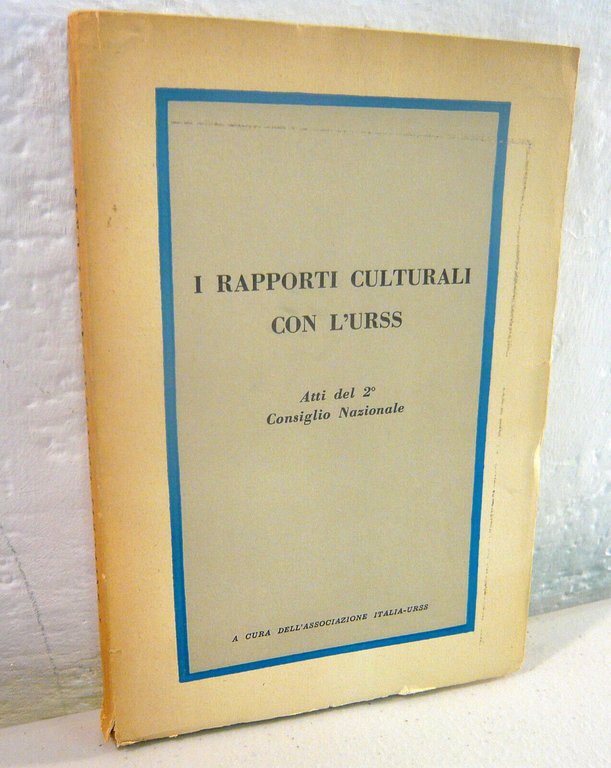 I RAPPORTI CULTURALI
CON L'URSS
Atti del 2°
Consiglio Nazionale
A CURA DELL'ASSOCIAZIONE ITALIA-URSS